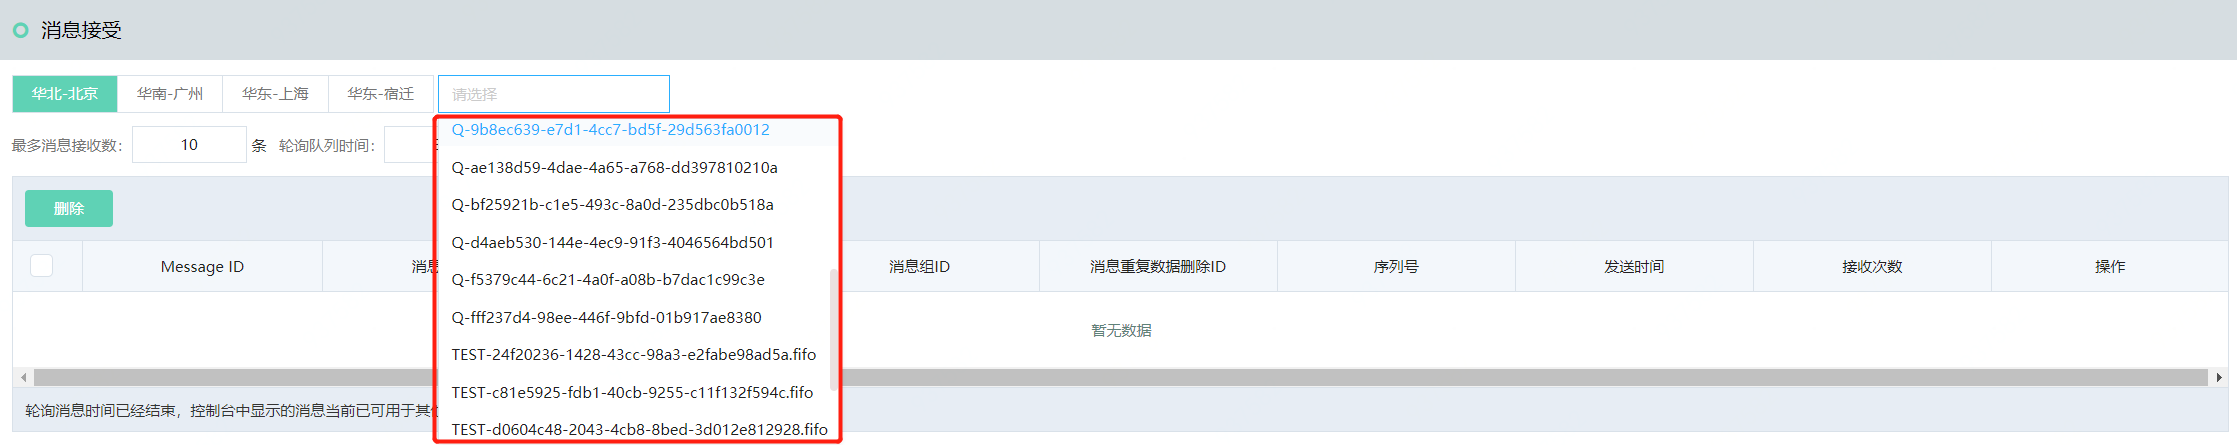 消息接受
华北-北京 华南-广州 华东-上海 华东-宿迁 请选择
最多消息接收数: 10 条 轮询队列时间:
Q-9b8ec639-e7d1-4cc7-bd5f-29d563fa0012
Q-ae138d59-4dae-4a65-a768-dd397810210a
Q-bf25921b-c1e5-493c-8a0d-235dbc0b518a
Q-d4aeb530-144e-4ec9-91f3-4046564bd501
Q-f5379c44-6c21-4a0f-a08b-b7dac1c99c3e
Q-fff237d4-98ee-446f-9bfd-01b917ae8380
TEST-24f20236-1428-43cc-98a3-e2fabe98ad5a.fifo
TEST-c81e5925-fdb1-40cb-9255-c11f132f594c.fifo
TEST-d0604c48-2043-4cb8-8bed-3d012e812928.fifo
删除
Message ID 消息组ID 消息重复数据删除ID 序列号 发送时间 接收次数 操作
暂无数据
轮询消息时间已经结束，控制台中显示的消息当前已可用于其